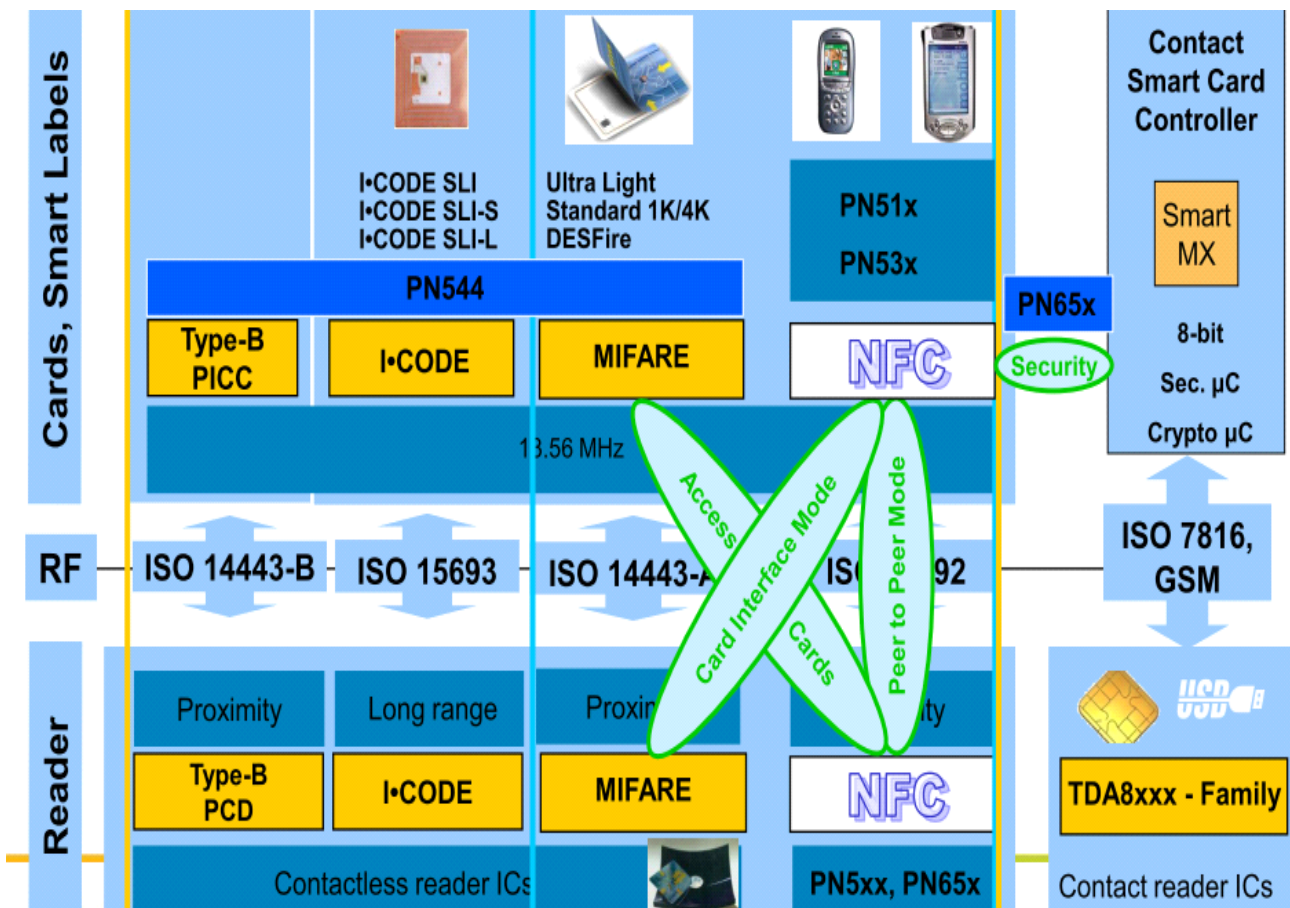 Cards, Smart Labels
I•CODE SLI
I•CODE SLI-S
I•CODE SLI-L
Ultra Light
Standard 1K/4K
DESFire
PN51x
PN53x
Contact
Smart Card
Controller
Smart
MX
8-bit
Sec. µC
Crypto µC
PN544
PN65x
Security
Type-B
PICC
I•CODE
MIFARE
NFC
13.56 MHz
Access
Cards
Card Interface Mode
Peer to Peer Mode
RF
ISO 14443-B
ISO 15693
ISO 14443-A
ISO 7816,
GSM
Reader
Proximity
Long range
Type-B
PCD
I•CODE
MIFARE
NFC
USB
TDA8xxx - Family
Contactless reader ICs
PN5xx, PN65x
Contact reader ICs